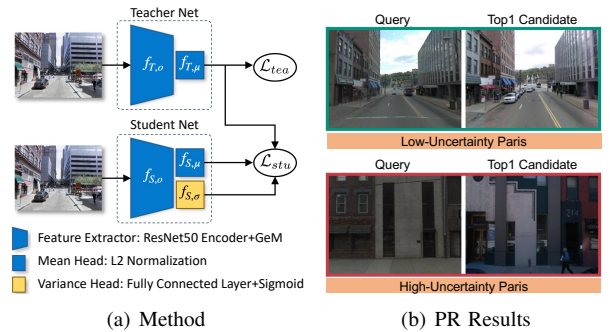 Teacher Net
f_{T,o}
f_{T,μ}
ℒ_{tea}
Student Net
f_{S,o}
f_{S,μ}
f_{S,σ}
ℒ_{stu}
Feature Extractor: ResNet50 Encoder+GeM
Mean Head: L2 Normalization
Variance Head: Fully Connected Layer+Sigmoid
(a) Method
Query Top1 Candidate
Low-Uncertainty Paris
Query Top1 Candidate
214
High-Uncertainty Paris
(b) PR Results